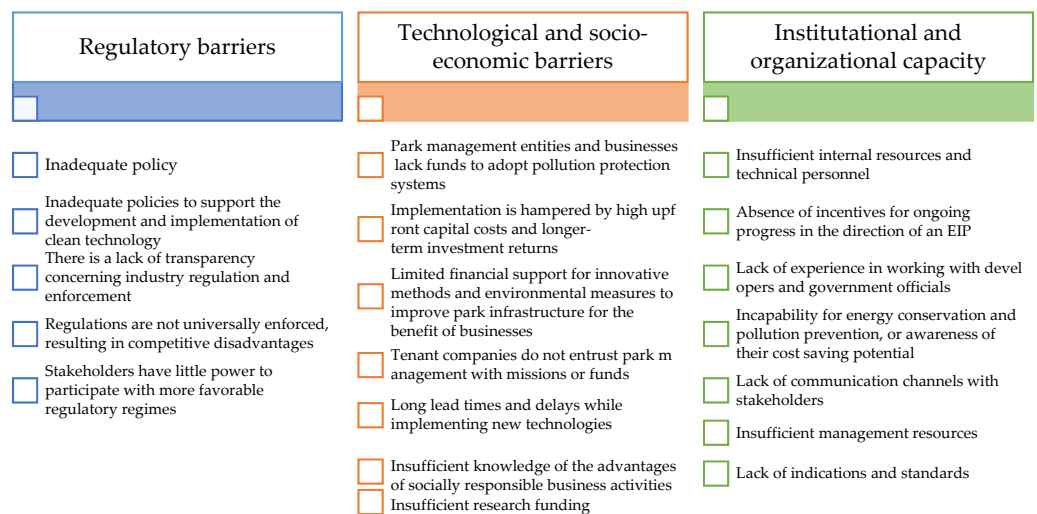 Regulatory barriers
Inadequate policy
Inadequate policies to support the
development and implementation of
clean technology
There is a lack of transparency
concerning industry regulation and
enforcement
Regulations are not universally enforced,
resulting in competitive disadvantages
Stakeholders have little power to
participate with more favorable
regulatory regimes
Technological and socio-
economic barriers
Park management entities and businesses
lack funds to adopt pollution protection
systems
Implementation is hampered by high upf
ront capital costs and longer-
term investment returns
Limited financial support for innovative
methods and environmental measures to
improve park infrastructure for the
benefit of businesses
Tenant companies do not entrust park m
anagement with missions or funds
Long lead times and delays while
implementing new technologies
Insufficient knowledge of the advantages
of socially responsible business activities
Insufficient research funding
Institutional and
organizational capacity
Insufficient internal resources and
technical personnel
Absence of incentives for ongoing
progress in the direction of an EIP
Lack of experience in working with devel
opers and government officials
Incapability for energy conservation and
pollution prevention, or awareness of
their cost saving potential
Lack of communication channels with
stakeholders
Insufficient management resources
Lack of indications and standards